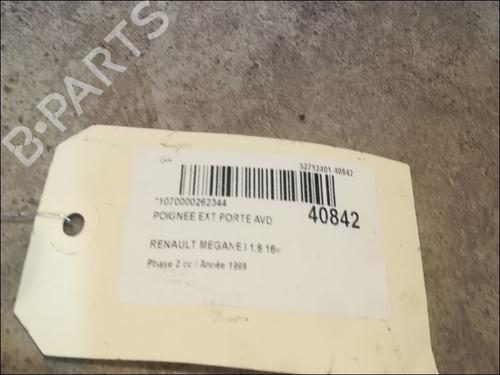 B-PARTS
GA
52712401 40842
*1070000262344
POIGNEE EXT PORTE AVD
40842
RENAULT MEGANE I 1.6 16v
Phase 2 cc / Année 1999